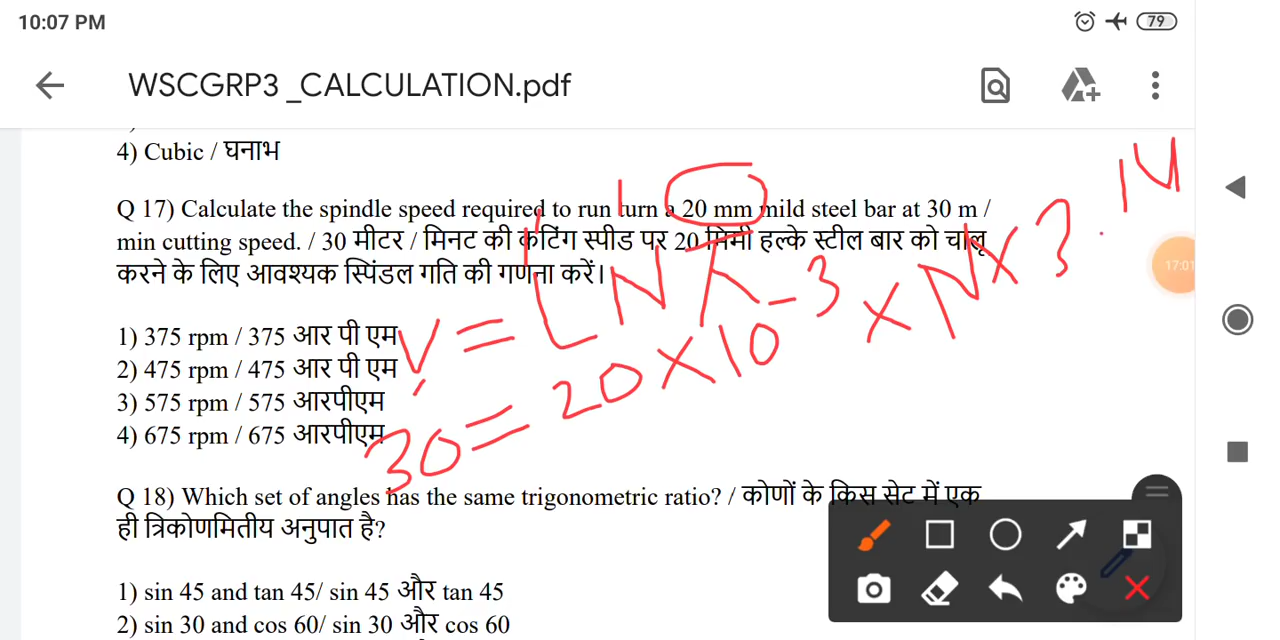 10:07 PM
79
WSCGRP3 _CALCULATION.pdf
4) Cubic / घनाभ
Q 17) Calculate the spindle speed required to run turn a 20 mm mild steel bar at 30 m /
min cutting speed. / 30 मीटर / मिनट की कटिंग स्पीड पर 20 मिमी हल्के स्टील बार को चालू
करने के लिए आवश्यक स्पिंडल गति की गणना करें।
1) 375 rpm / 375 आर पी एम
2) 475 rpm / 475 आर पी एम
3) 575 rpm / 575 आरपीएम
4) 675 rpm / 675 आरपीएम
V = LNπ
30 = 20 × 10 -3 × N × 3.14
17:01
Q 18) Which set of angles has the same trigonometric ratio? / कोणों के किस सेट में एक
ही त्रिकोणमितीय अनुपात है?
1) sin 45 and tan 45/ sin 45 और tan 45
2) sin 30 and cos 60/ sin 30 और cos 60